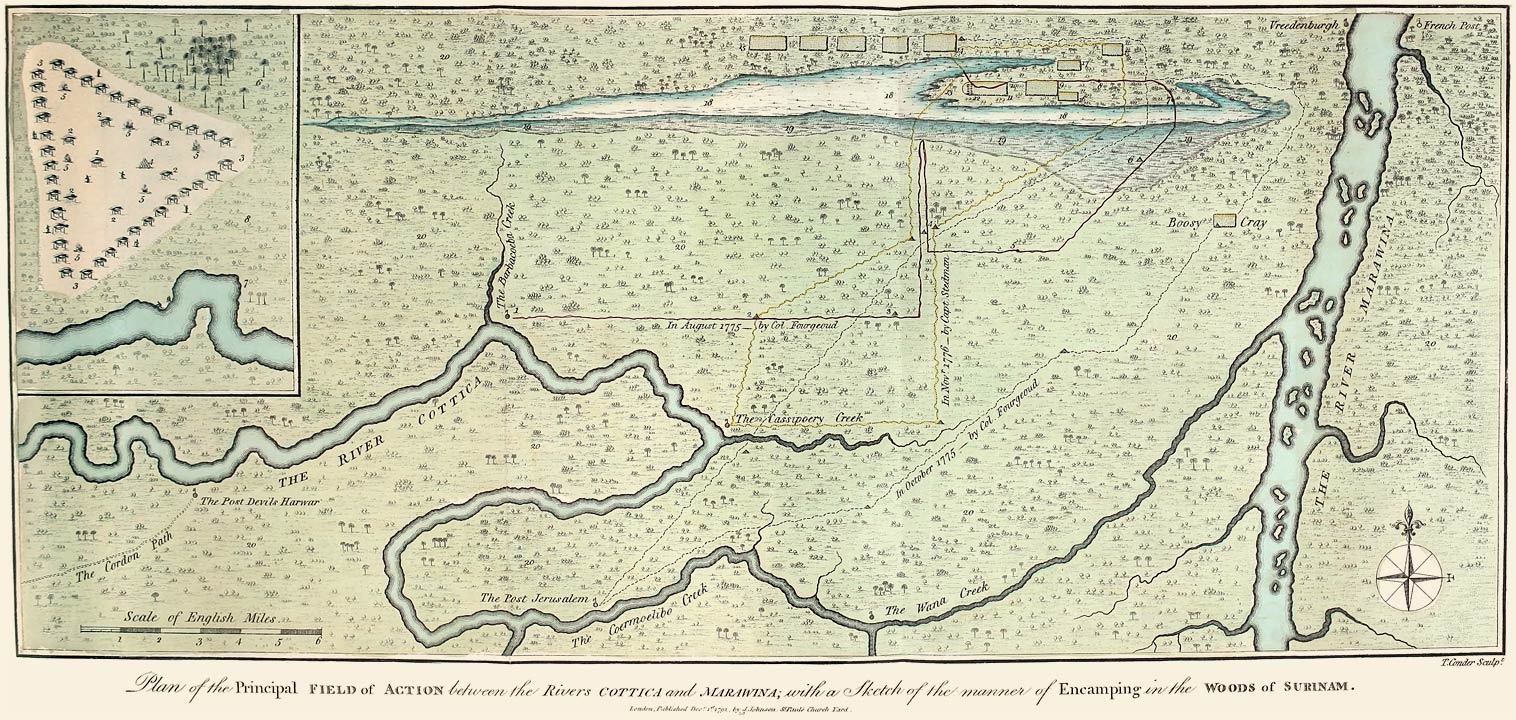 Vreedenburgh
French Post
Boosy Cray
The Barbacoeba Creek
In August 1775 — by Col. Fourgeoud
In Novr 1776 — by Capt. Stedman
THE RIVER MARAWINA
THE RIVER COTTICA
The Cassipoery Creek
In October 1775 by Col. Fourgeoud
The Post Devils Harwar
The Cordon Path
The Post Jerusalem
The Coermoetibo Creek
The Wana Creek
Scale of English Miles
1 2 3 4 5 6
T. Conder Sculpt.
Plan of the Principal FIELD of ACTION between the Rivers COTTICA and MARAWINA; with a Sketch of the manner of Encamping in the WOODS of SURINAM.
London, Published Decr. 1st 1791, by J. Johnson, St Pauls Church Yard.